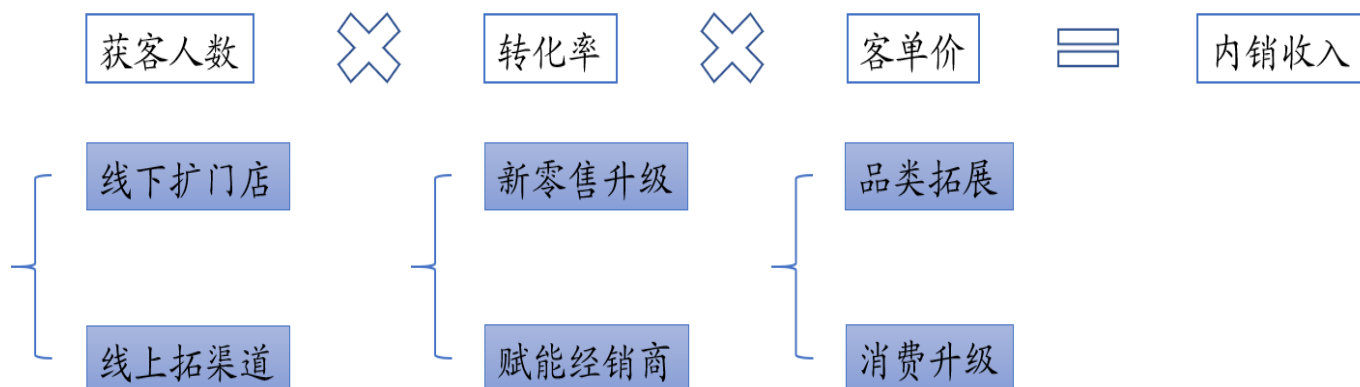 获客人数 转化率 客单价 内销收入
线下扩门店 新零售升级 品类拓展
线上拓渠道 赋能经销商 消费升级